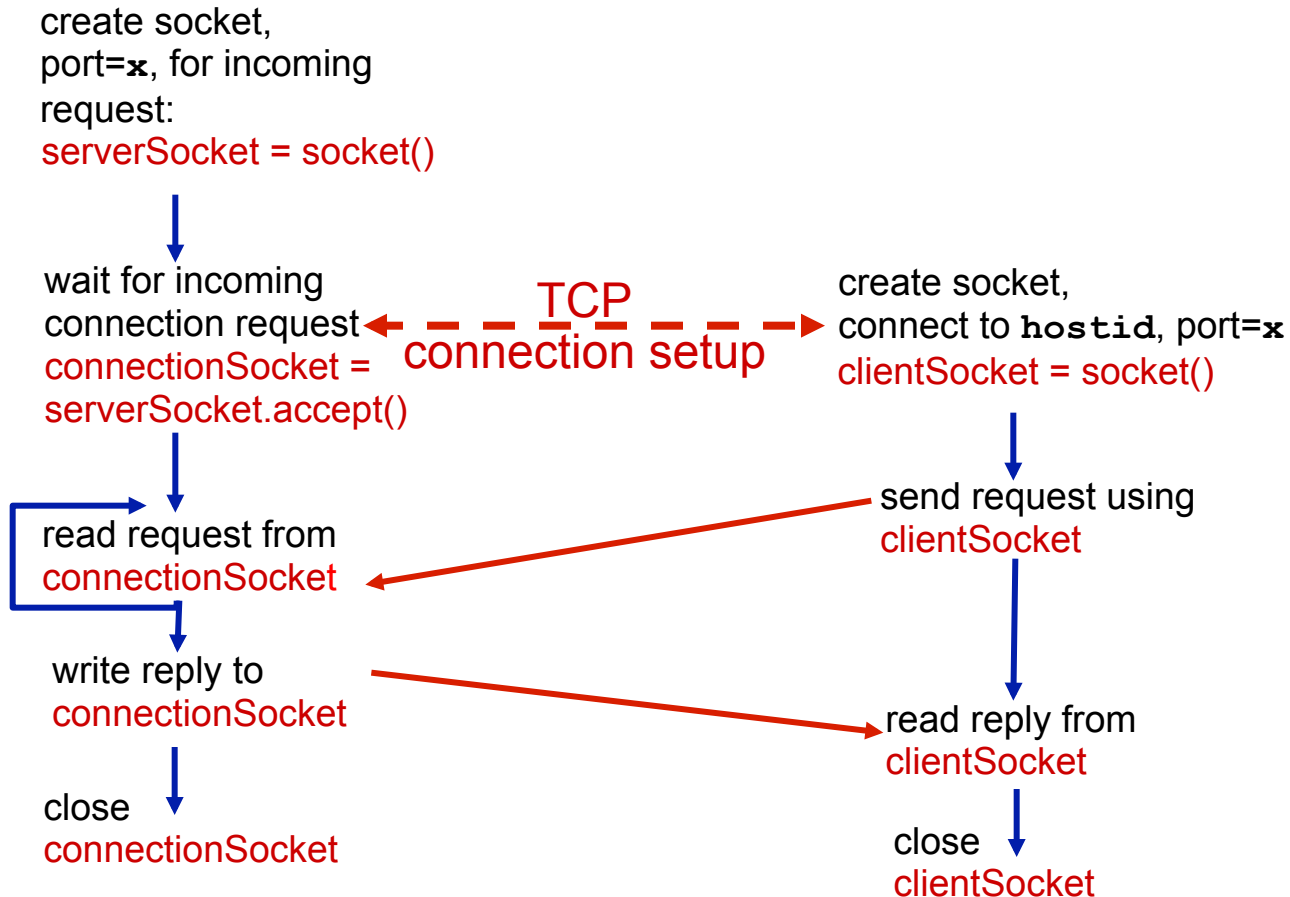 create socket,
port=x, for incoming
request:
serverSocket = socket()
wait for incoming
connection request
connectionSocket =
serverSocket.accept()
TCP
connection setup
create socket,
connect to hostid, port=x
clientSocket = socket()
read request from
connectionSocket
send request using
clientSocket
write reply to
connectionSocket
read reply from
clientSocket
close
connectionSocket
close
clientSocket